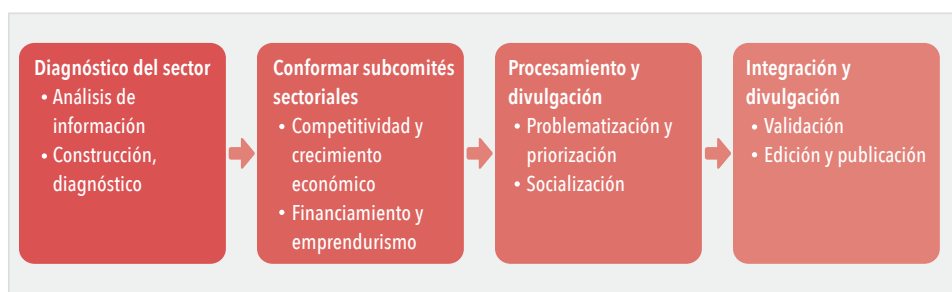 Diagnóstico del sector
• Análisis de
información
• Construcción,
diagnóstico
Conformar subcomités
sectoriales
• Competitividad y
crecimiento
económico
• Financiamiento y
emprendurismo
Procesamiento y
divulgación
• Problematización y
priorización
• Socialización
Integración y
divulgación
• Validación
• Edición y publicación